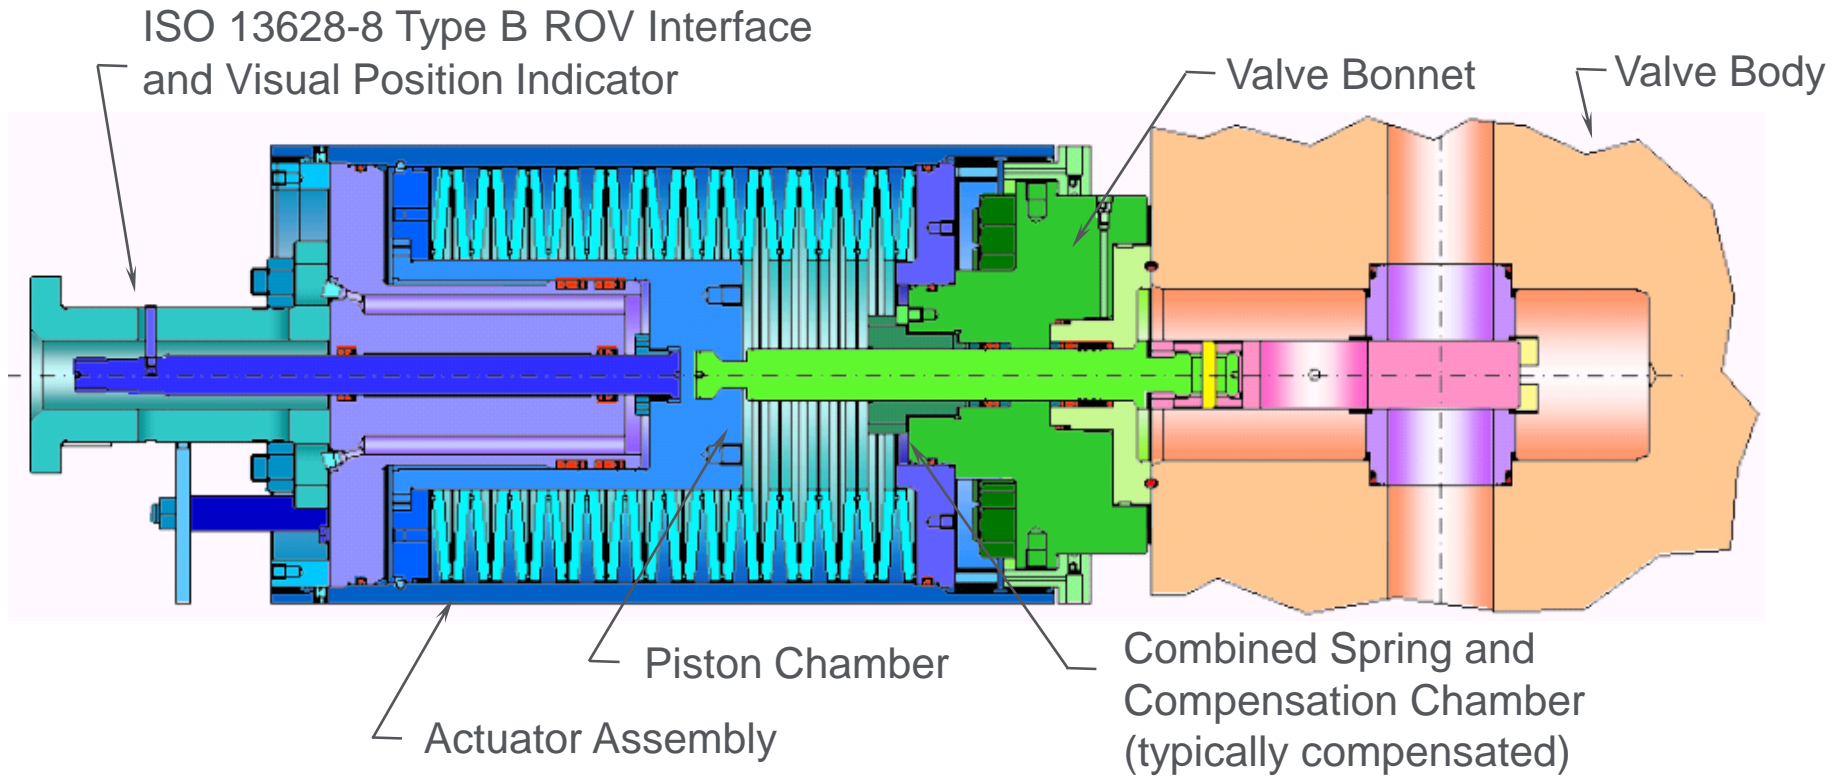 ISO 13628-8 Type B ROV Interface
and Visual Position Indicator
Valve Bonnet
Valve Body
Piston Chamber
Actuator Assembly
Combined Spring and
Compensation Chamber
(typically compensated)